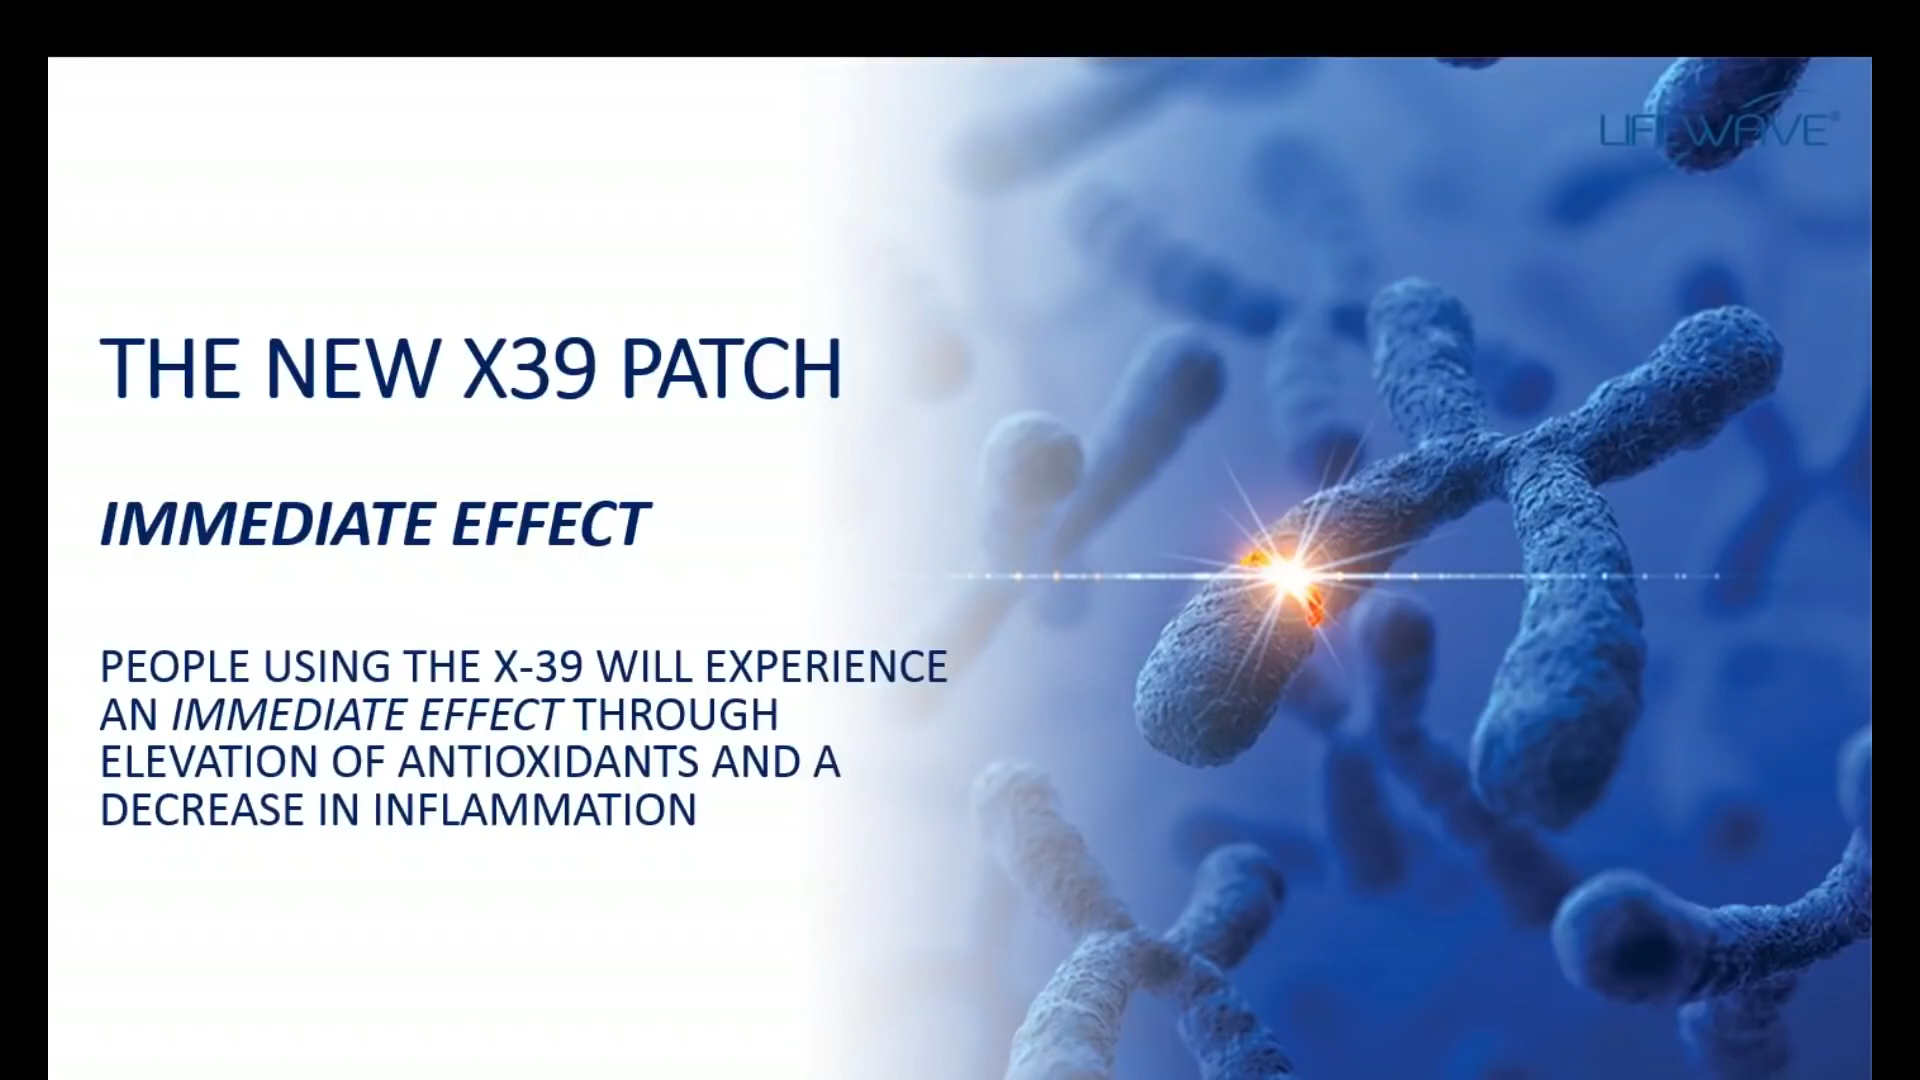 LIFEWAVE®
THE NEW X39 PATCH
IMMEDIATE EFFECT
PEOPLE USING THE X-39 WILL EXPERIENCE
AN IMMEDIATE EFFECT THROUGH
ELEVATION OF ANTIOXIDANTS AND A
DECREASE IN INFLAMMATION